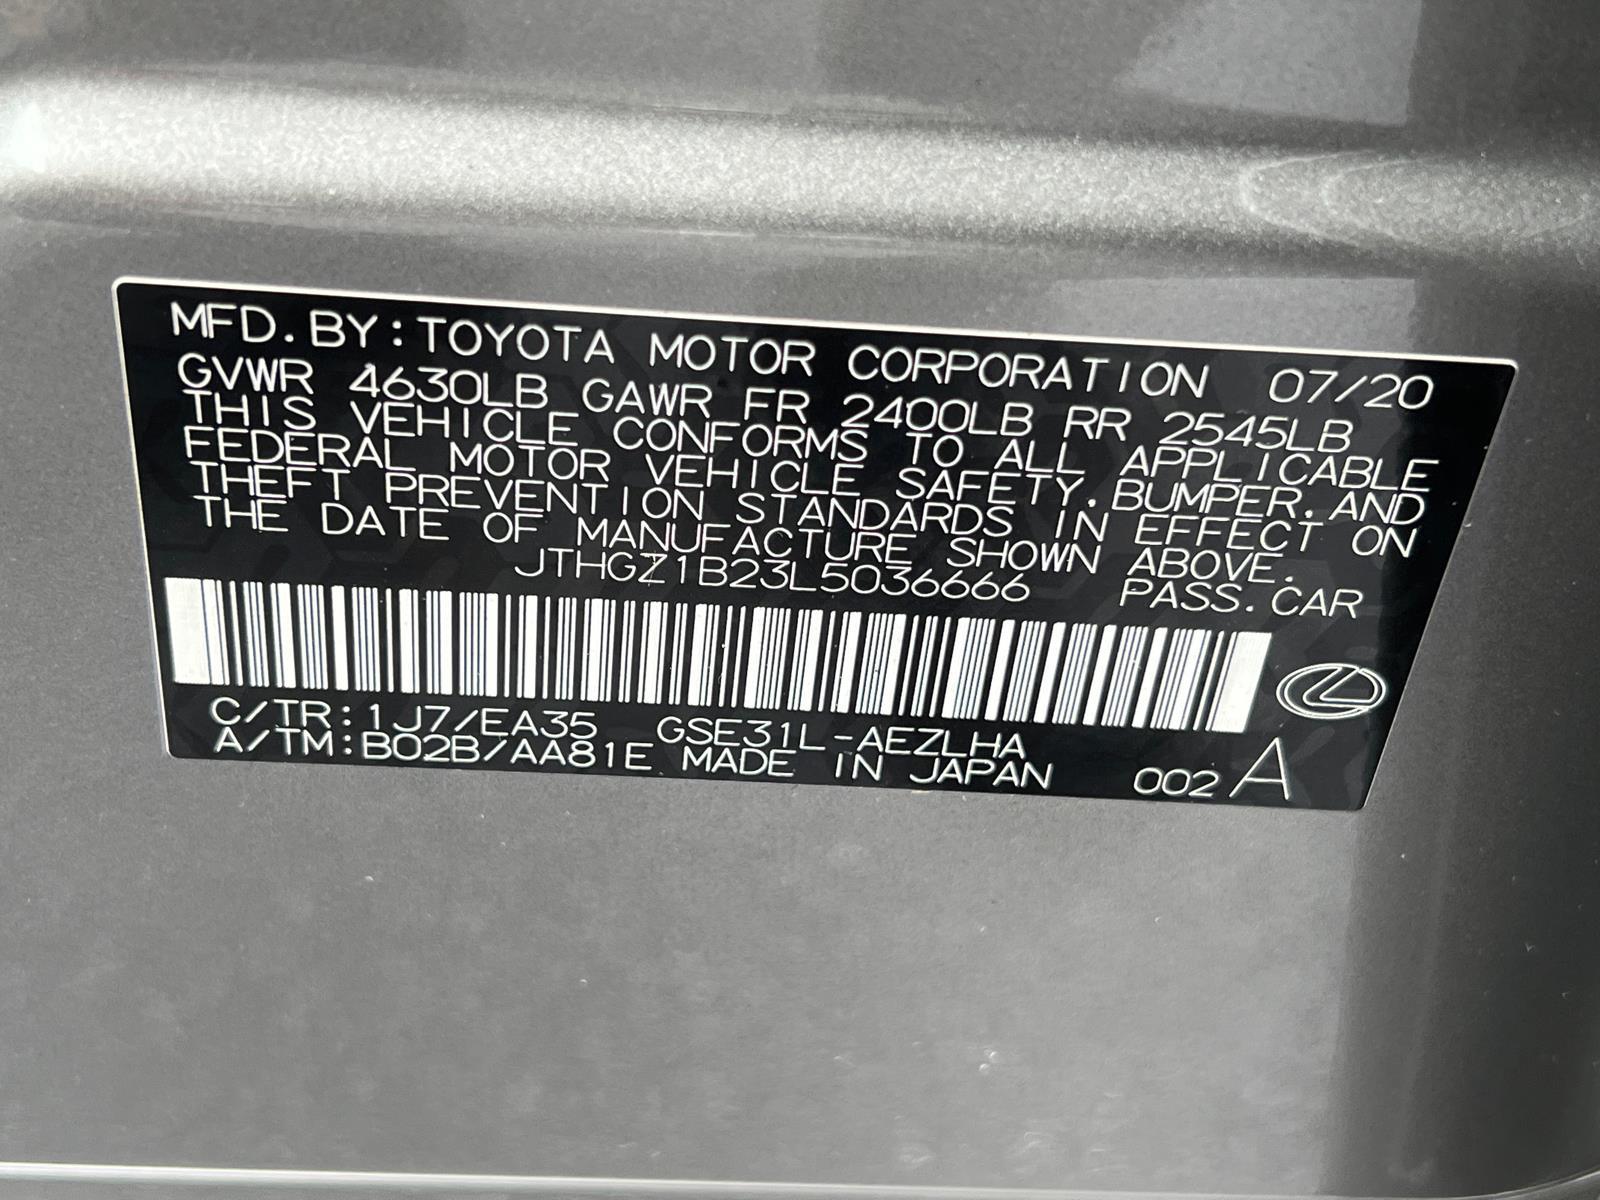 MFD. BY: TOYOTA MOTOR CORPORATION 07/20
GVWR 4630LB GAWR FR 2400LB RR 2545LB
THIS VEHICLE CONFORMS TO ALL APPLICABLE
FEDERAL MOTOR VEHICLE SAFETY, BUMPER, AND
THEFT PREVENTION STANDARDS IN EFFECT ON
THE DATE OF MANUFACTURE SHOWN ABOVE.
JTHGZ1B23L5036666 PASS. CAR
C/TR: 1J7/EA35 GSE31L-AEZLHA
A/TM: B02B/AA81E MADE IN JAPAN 002 A